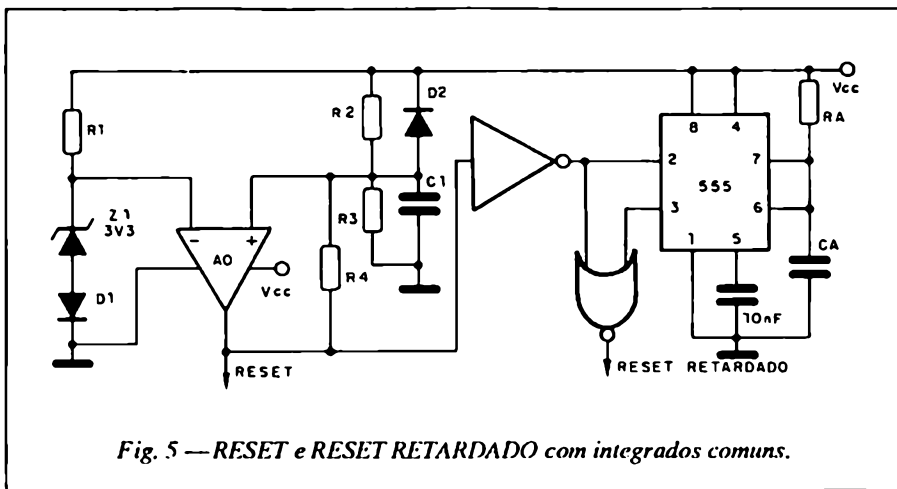 D2
R2
Vcc
R1
RA
8 4
2 7
C1
555
Z1
3V3
R3
3 6
- +
AO
1 5
CA
R4
D1
Vcc
10nF
RESET
RESET RETARDADO
Fig. 5 — RESET e RESET RETARDADO com integrados comuns.